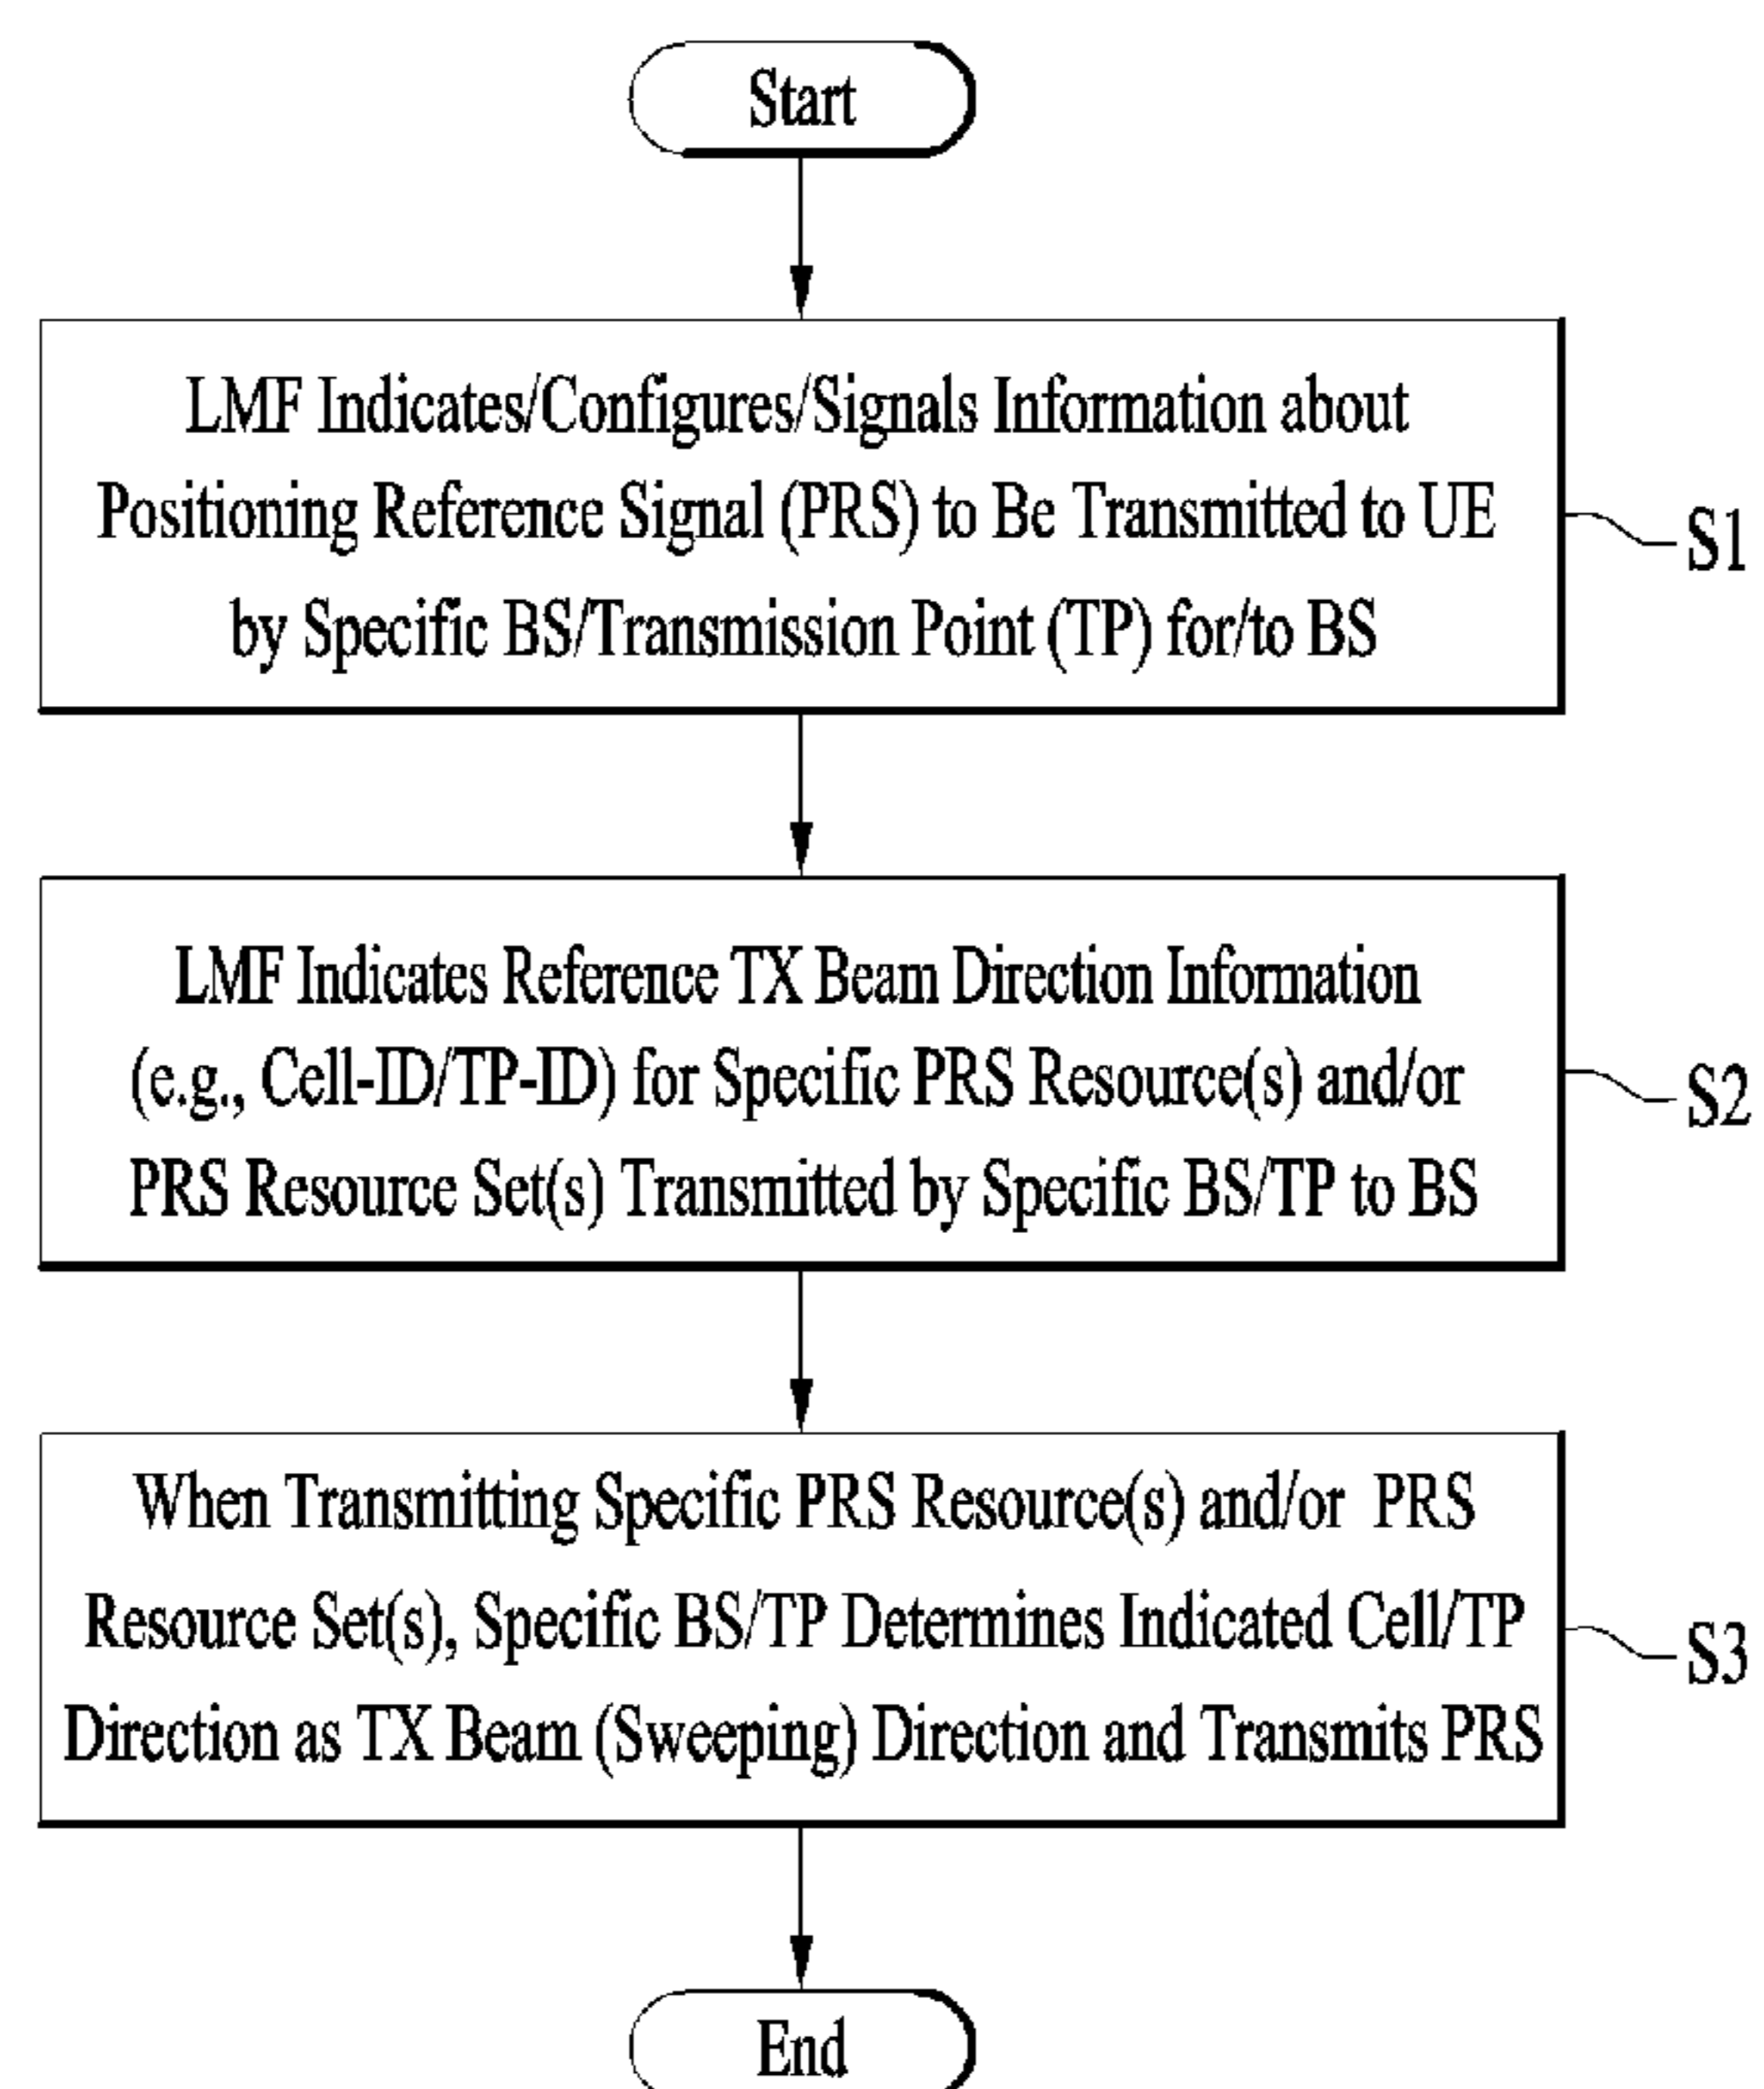 Start
LMF Indicates/Configures/Signals Information about
Positioning Reference Signal (PRS) to Be Transmitted to UE
by Specific BS/Transmission Point (TP) for/to BS
S1
LMF Indicates Reference TX Beam Direction Information
(e.g., Cell-ID/TP-ID) for Specific PRS Resource(s) and/or
PRS Resource Set(s) Transmitted by Specific BS/TP to BS
S2
When Transmitting Specific PRS Resource(s) and/or PRS
Resource Set(s), Specific BS/TP Determines Indicated Cell/TP
Direction as TX Beam (Sweeping) Direction and Transmits PRS
S3
End